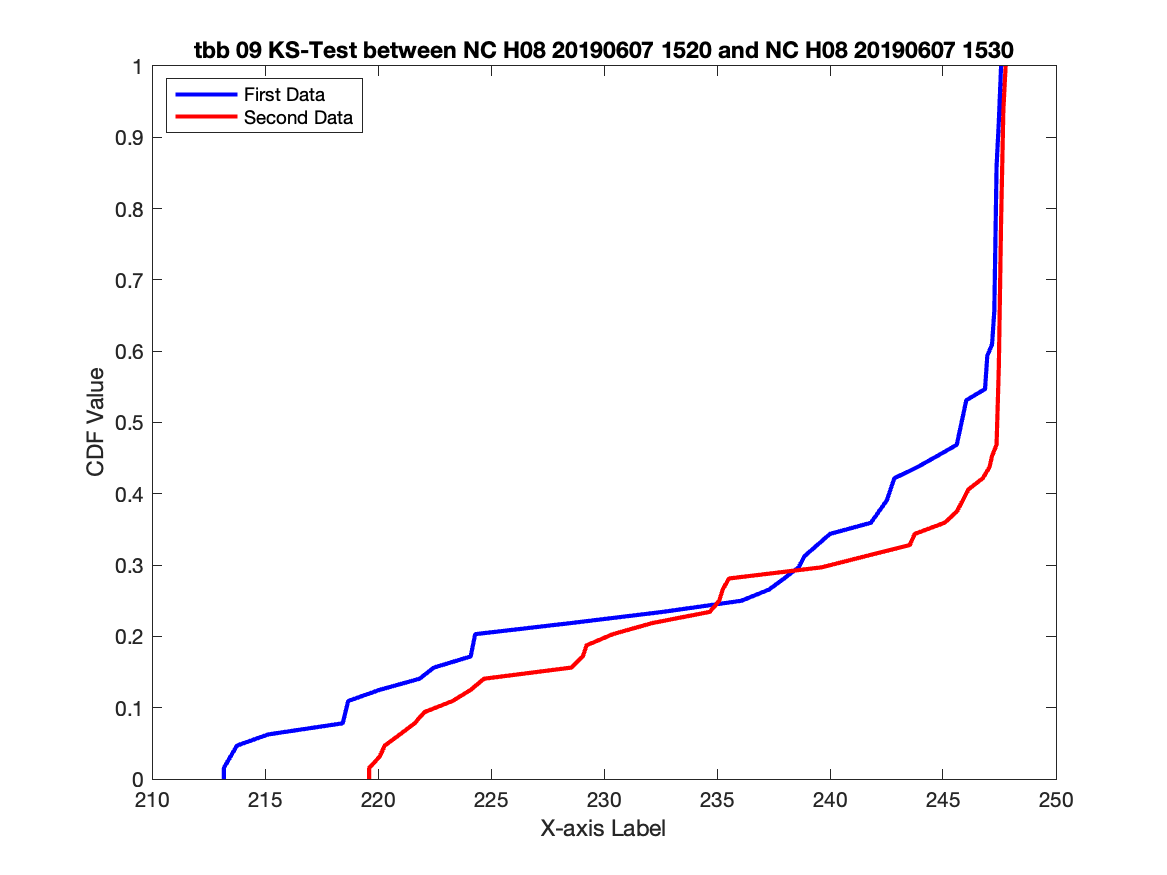 tbb 09 KS-Test between NC H08 20190607 1520 and NC H08 20190607 1530
First Data
Second Data
1
0.9
0.8
0.7
0.6
0.5
0.4
0.3
0.2
0.1
0
CDF Value
210 215 220 225 230 235 240 245 250
X-axis Label